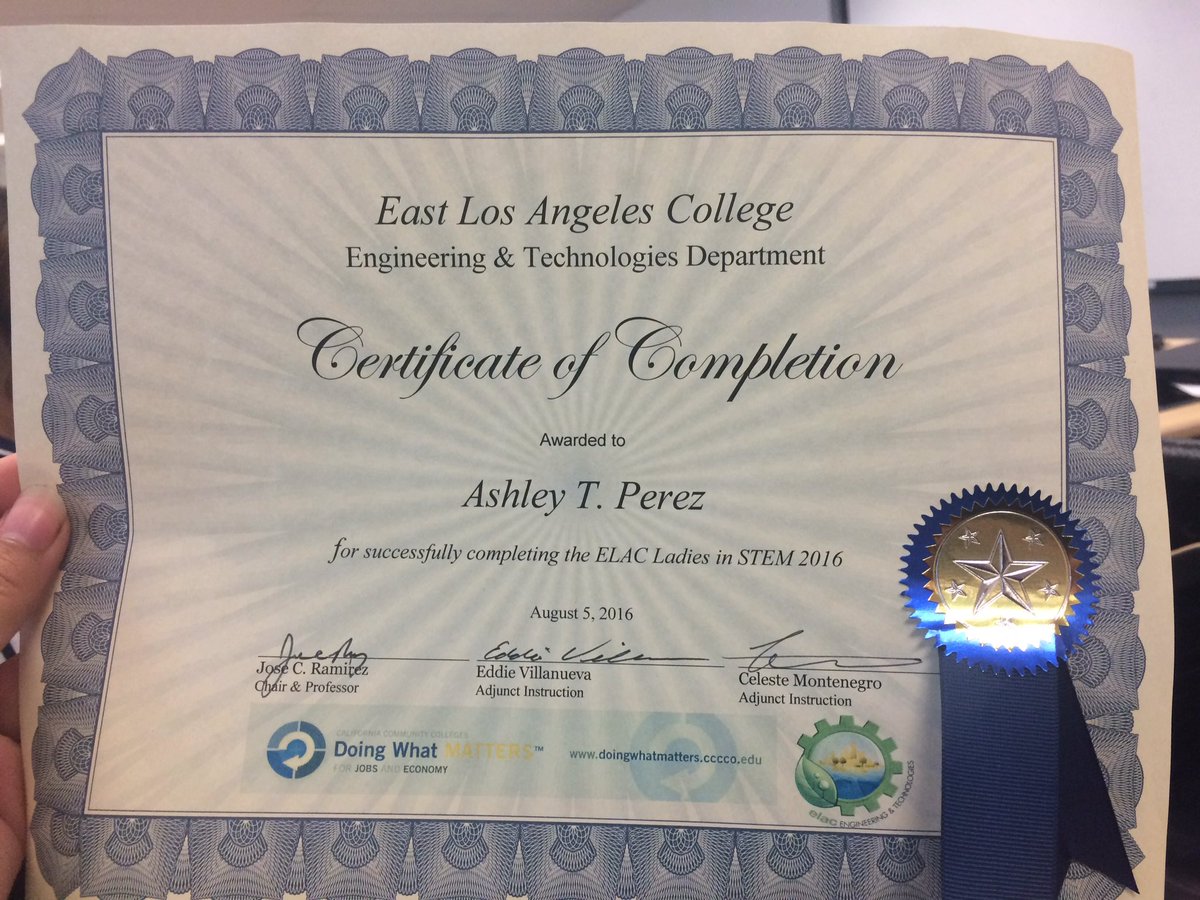 East Los Angeles College
Engineering & Technologies Department
Certificate of Completion
Awarded to
Ashley T. Perez
for successfully completing the ELAC Ladies in STEM 2016
August 5, 2016
Jose C. Ramirez
Chair & Professor
Eddie Villanueva
Eddie Villanueva
Adjunct Instruction
Celeste Montenegro
Adjunct Instruction
CALIFORNIA COMMUNITY COLLEGES
Doing What MATTERS™
FOR JOBS AND ECONOMY
www.doingwhatmatters.cccco.edu
elac ENGINEERING & TECHNOLOGIES